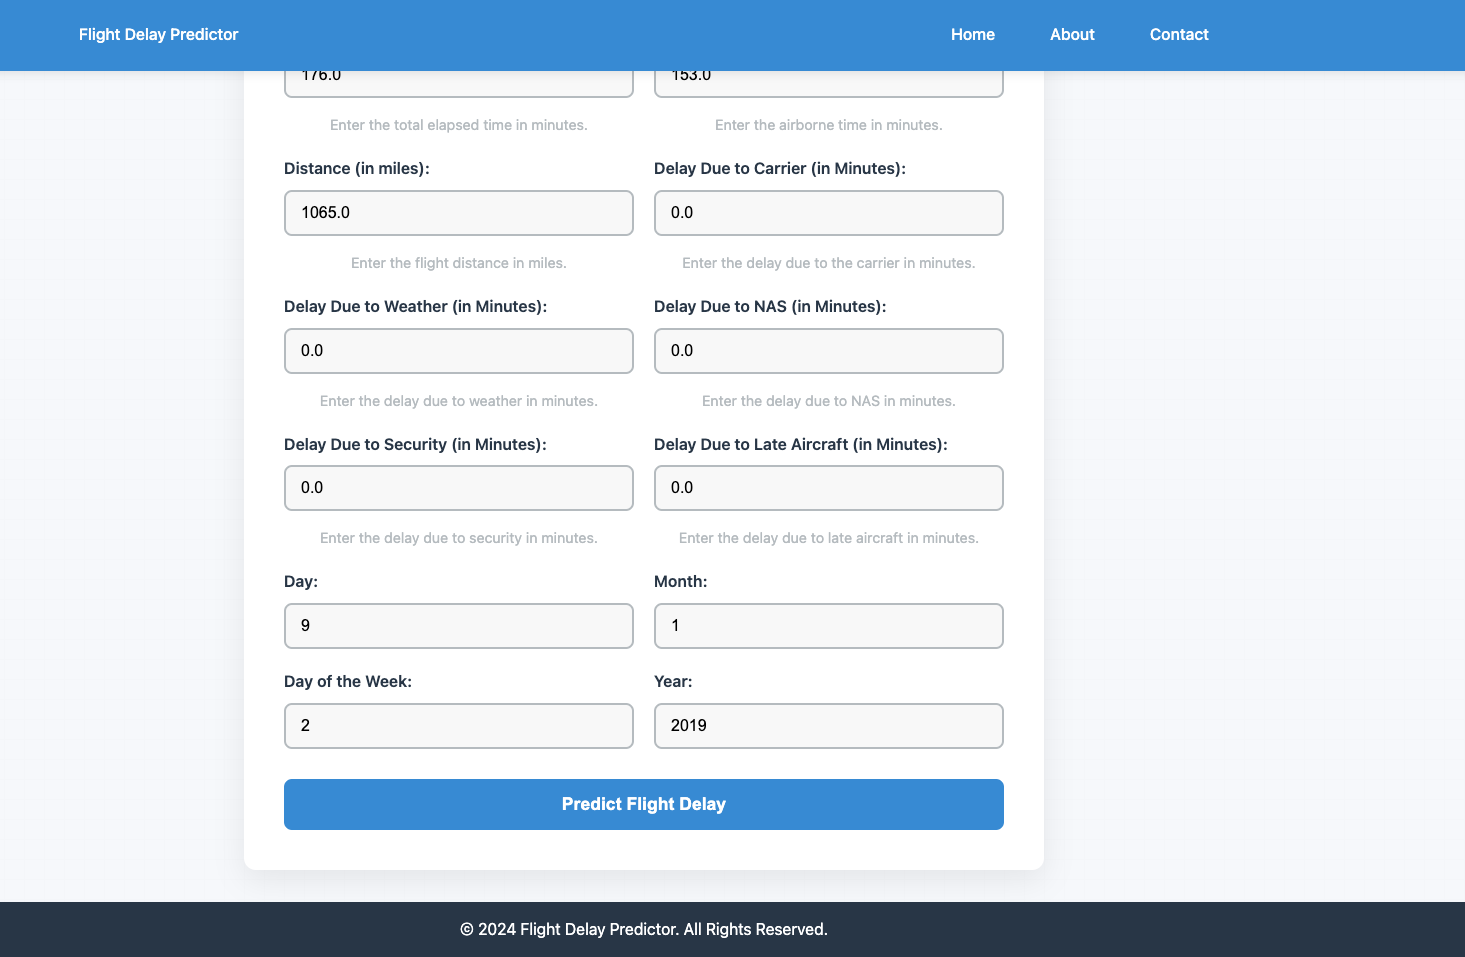 Flight Delay Predictor
Home
About
Contact
176.0
153.0
Enter the total elapsed time in minutes.
Enter the airborne time in minutes.
Distance (in miles):
Delay Due to Carrier (in Minutes):
1065.0
0.0
Enter the flight distance in miles.
Enter the delay due to the carrier in minutes.
Delay Due to Weather (in Minutes):
Delay Due to NAS (in Minutes):
0.0
0.0
Enter the delay due to weather in minutes.
Enter the delay due to NAS in minutes.
Delay Due to Security (in Minutes):
Delay Due to Late Aircraft (in Minutes):
0.0
0.0
Enter the delay due to security in minutes.
Enter the delay due to late aircraft in minutes.
Day:
Month:
9
1
Day of the Week:
Year:
2
2019
Predict Flight Delay
© 2024 Flight Delay Predictor. All Rights Reserved.